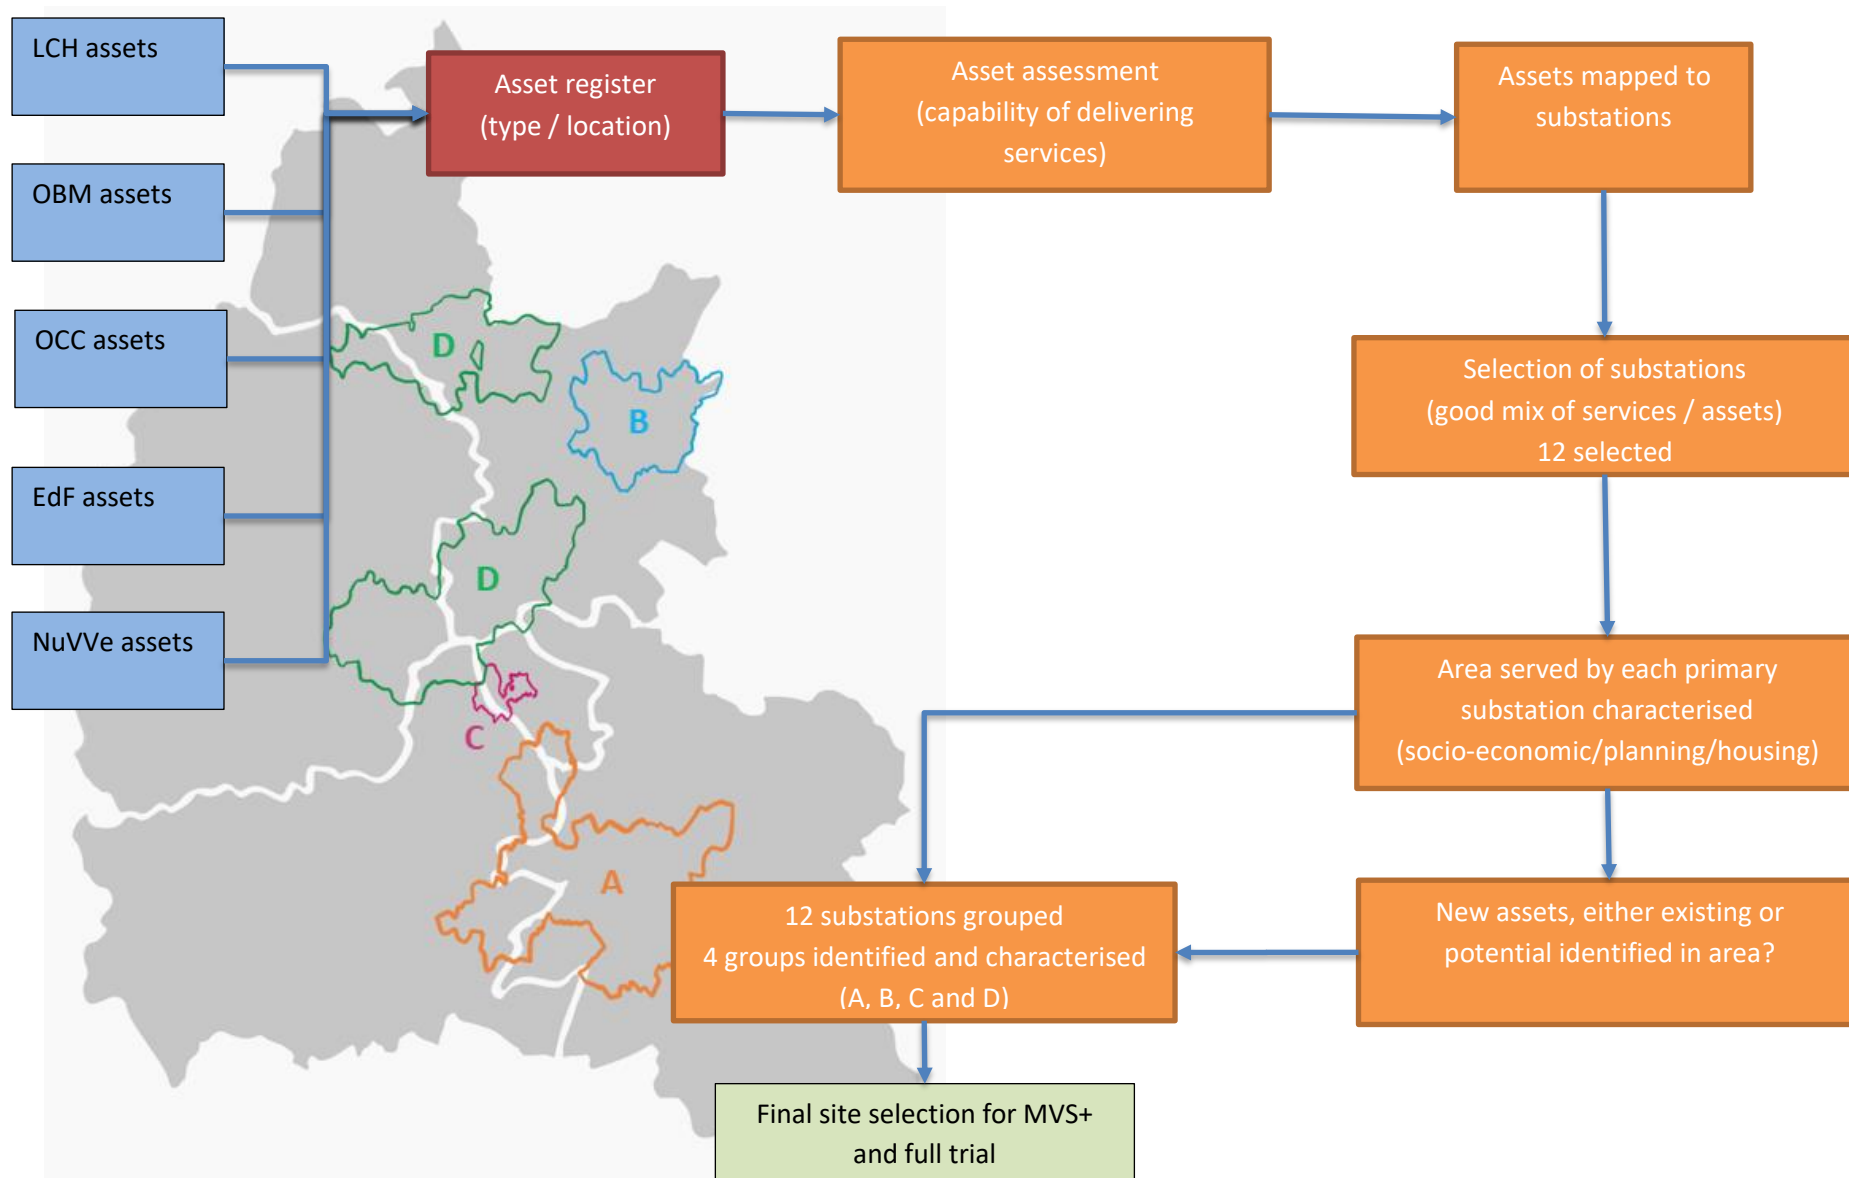 LCH assets
OBM assets
OCC assets
EdF assets
NuVVe assets
Asset register
(type / location)
Asset assessment
(capability of delivering
services)
Assets mapped to
substations
Selection of substations
(good mix of services / assets)
12 selected
Area served by each primary
substation characterised
(socio-economic/planning/housing)
New assets, either existing or
potential identified in area?
12 substations grouped
4 groups identified and characterised
(A, B, C and D)
Final site selection for MVS+
and full trial
D
B
D
C
A